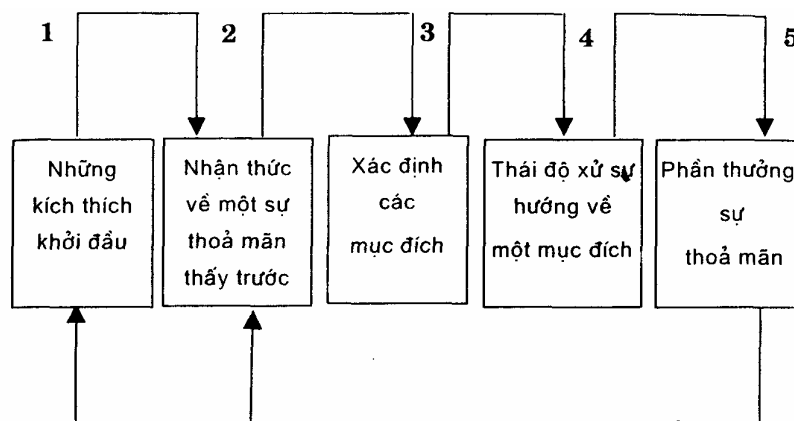 1
2
3
4
5
Những
kích thích
khởi đầu
Nhận thức
về một sự
thoả mãn
thấy trước
Xác định
các
mục đích
Thái độ xử sự
hướng về
một mục đích
Phần thưởng
sự
thoả mãn